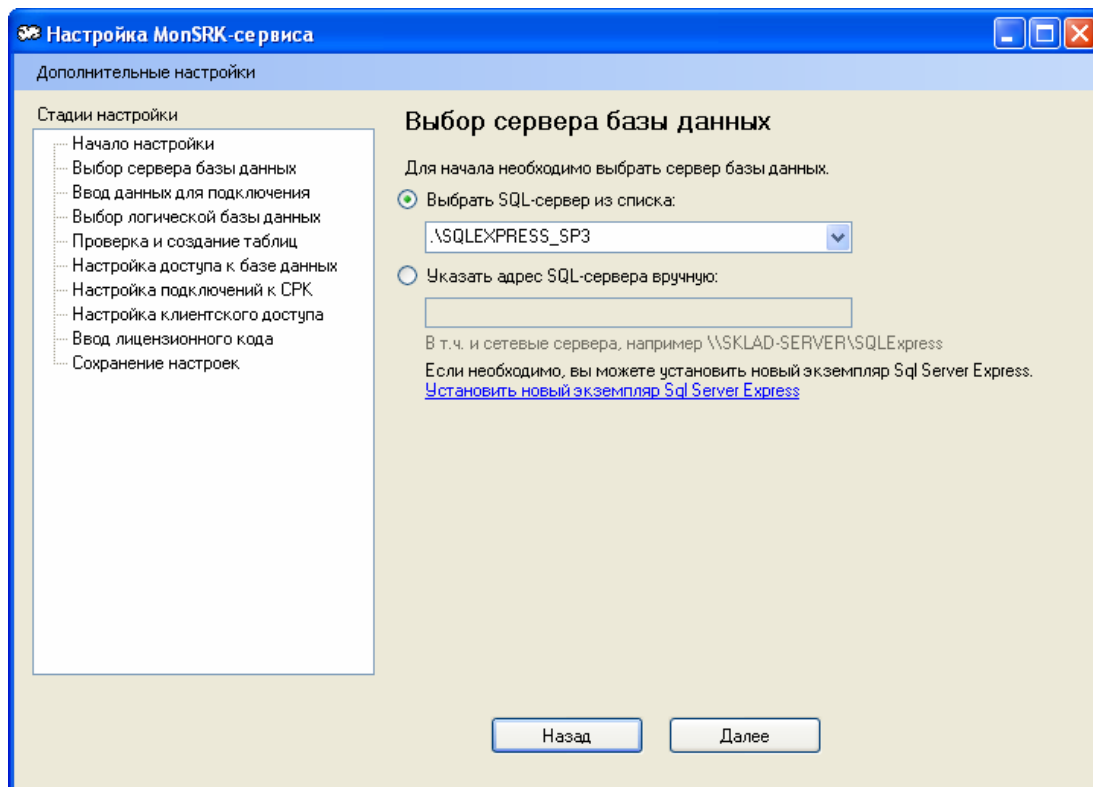 Настройка MonSRK-сервиса
Дополнительные настройки
Стадии настройки
Начало настройки
Выбор сервера базы данных
Ввод данных для подключения
Выбор логической базы данных
Проверка и создание таблиц
Настройка доступа к базе данных
Настройка подключений к СРК
Настройка клиентского доступа
Ввод лицензионного кода
Сохранение настроек
Выбор сервера базы данных
Для начала необходимо выбрать сервер базы данных.
Выбрать SQL-сервер из списка:
.\SQLEXPRESS_SP3
Указать адрес SQL-сервера вручную:
В т.ч. и сетевые сервера, например \\SKLAD-SERVER\SQLExpress
Если необходимо, вы можете установить новый экземпляр Sql Server Express.
Установить новый экземпляр Sql Server Express
Назад
Далее